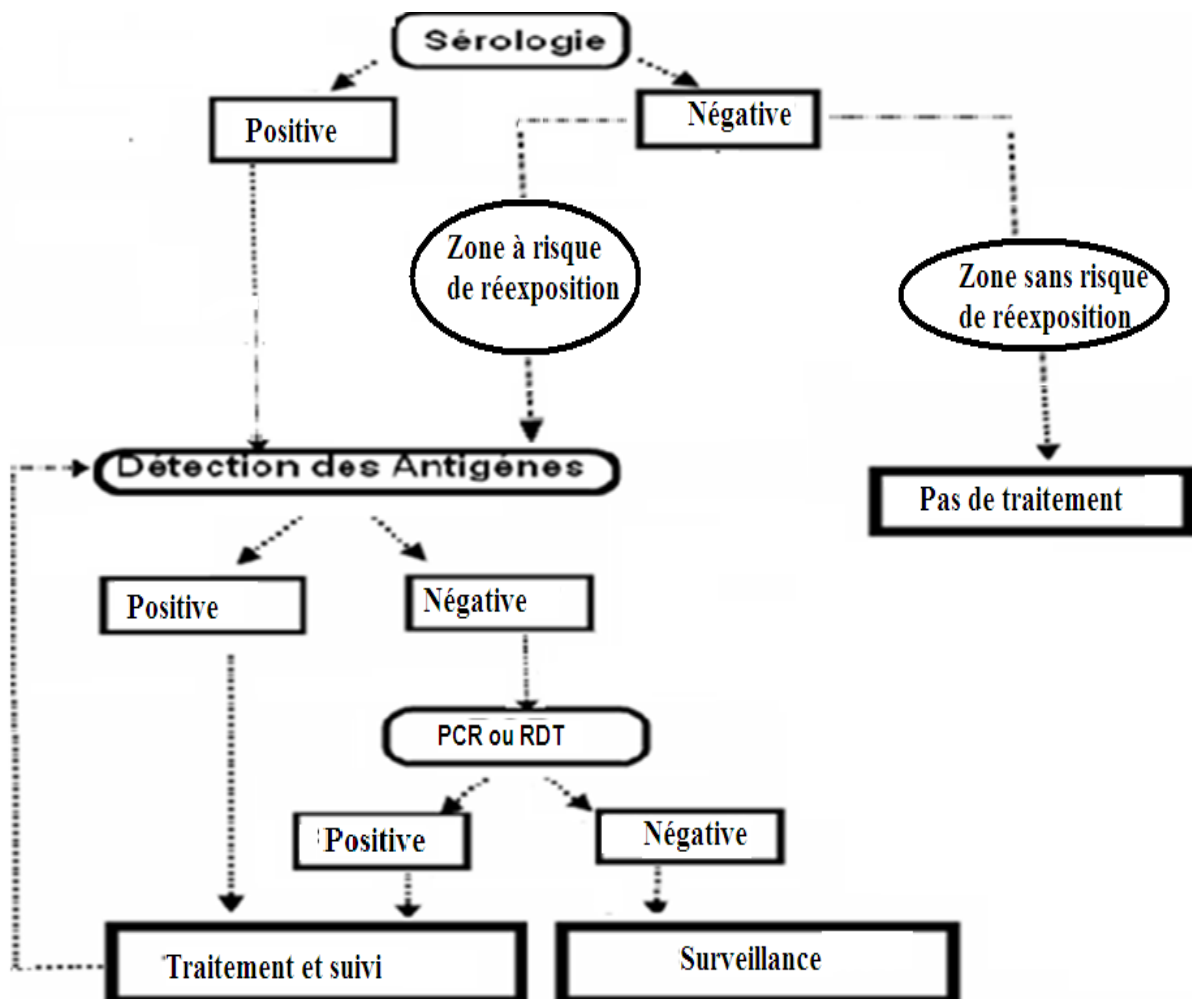 Sérologie
Positive
Négative
Zone à risque
de réexposition
Zone sans risque
de réexposition
Détection des Antigénes
Pas de traitement
Positive
Négative
PCR ou RDT
Positive
Négative
Traitement et suivi
Surveillance